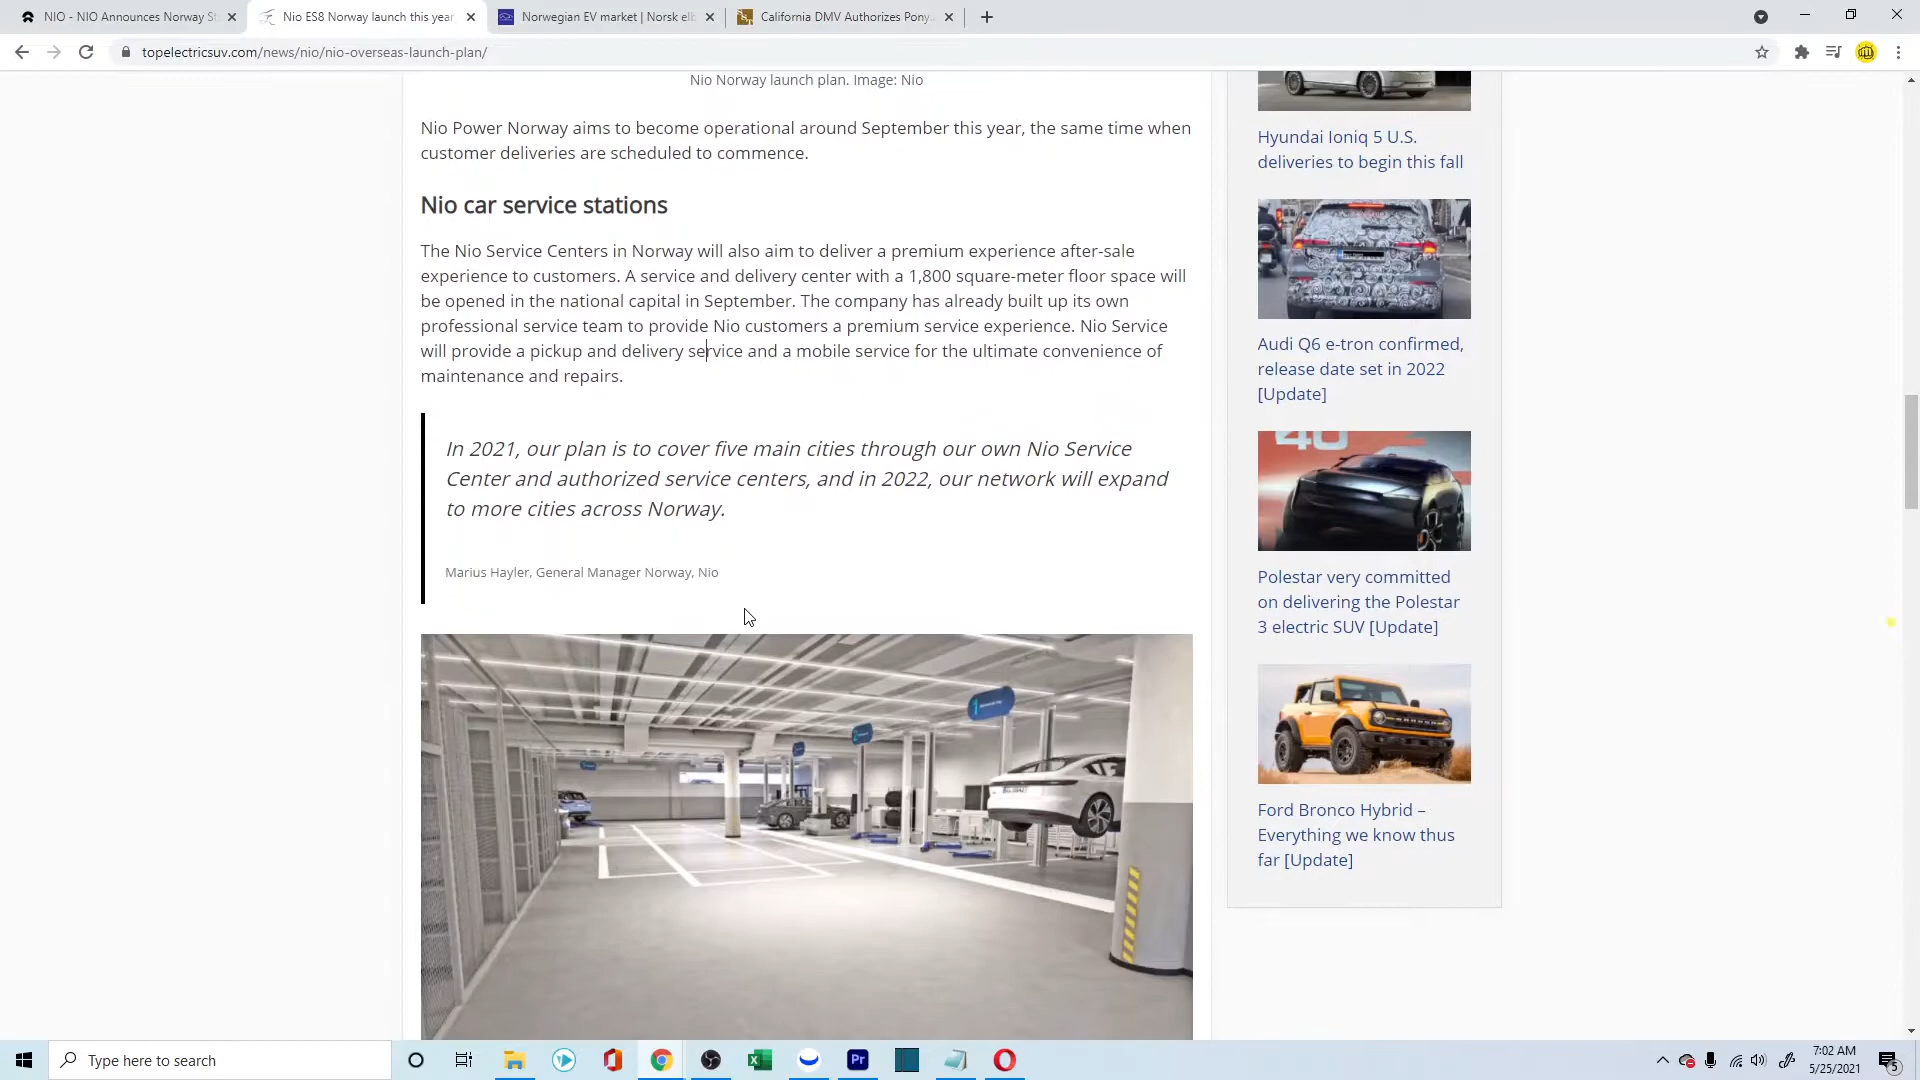 NIO - NIO Announces Norway St
Nio ES8 Norway launch this year
Norwegian EV market | Norsk elb
California DMV Authorizes Pony.
topelectricsuv.com/news/nio/nio-overseas-launch-plan/
Nio Norway launch plan. Image: Nio
Nio Power Norway aims to become operational around September this year, the same time when
customer deliveries are scheduled to commence.
Nio car service stations
The Nio Service Centers in Norway will also aim to deliver a premium experience after-sale
experience to customers. A service and delivery center with a 1,800 square-meter floor space will
be opened in the national capital in September. The company has already built up its own
professional service team to provide Nio customers a premium service experience. Nio Service
will provide a pickup and delivery service and a mobile service for the ultimate convenience of
maintenance and repairs.
In 2021, our plan is to cover five main cities through our own Nio Service
Center and authorized service centers, and in 2022, our network will expand
to more cities across Norway.
Marius Hayler, General Manager Norway, Nio
1
2
Hyundai Ioniq 5 U.S.
deliveries to begin this fall
Audi Q6 e-tron confirmed,
release date set in 2022
[Update]
40
Polestar very committed
on delivering the Polestar
3 electric SUV [Update]
Ford Bronco Hybrid –
Everything we know thus
far [Update]
Type here to search
Pr
7:02 AM
5/25/2021
5